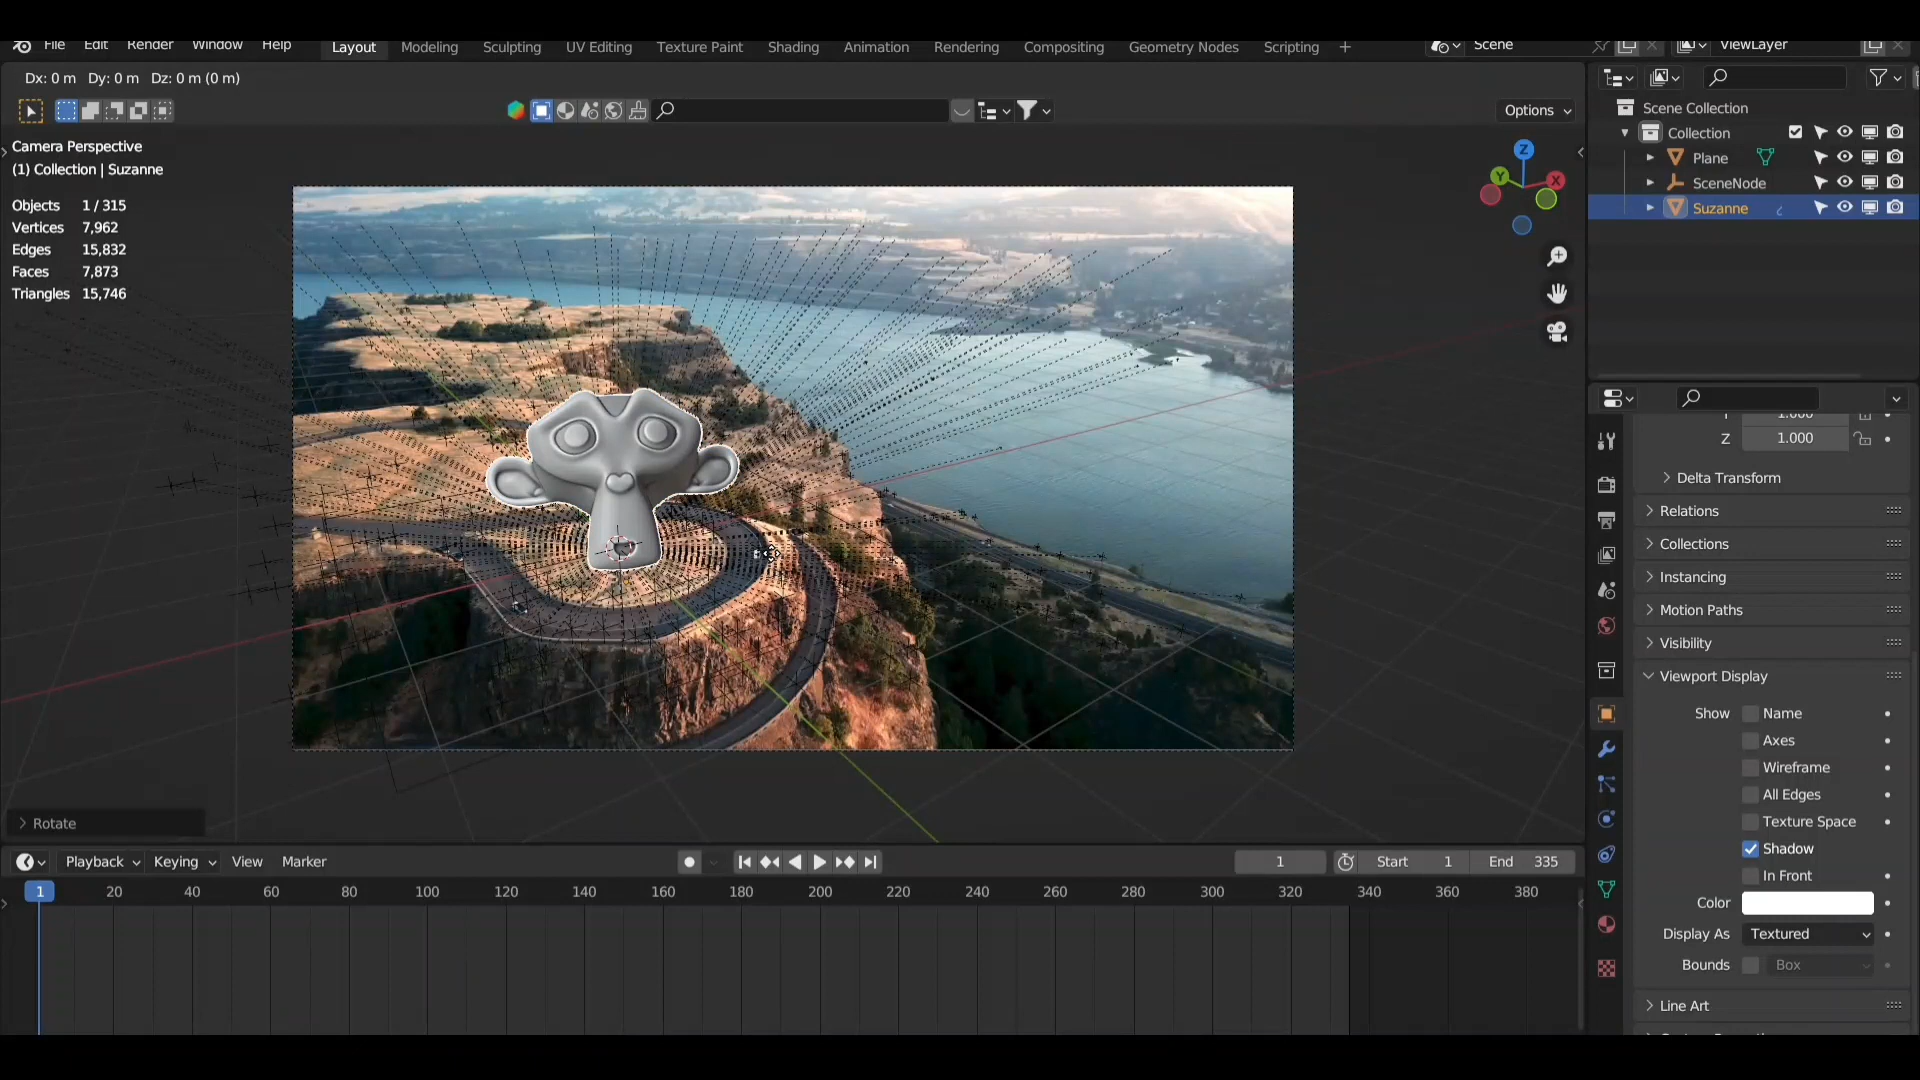 File Edit Render Window Help Layout Modeling Sculpting UV Editing Texture Paint Shading Animation Rendering Compositing Geometry Nodes Scripting + Scene ViewLayer
Dx: 0 m Dy: 0 m Dz: 0 m (0 m)
Options
Camera Perspective
(1) Collection | Suzanne
Objects 1 / 315
Vertices 7,962
Edges 15,832
Faces 7,873
Triangles 15,746
Z
Y
X
Rotate
Scene Collection
Collection
Plane
SceneNode
Suzanne
1.000
Z 1.000
Delta Transform
Relations
Collections
Instancing
Motion Paths
Visibility
Viewport Display
Show Name
Axes
Wireframe
All Edges
Texture Space
Shadow
In Front
Color
Display As Textured
Bounds Box
Line Art
Playback Keying View Marker 1 Start 1 End 335
1 20 40 60 80 100 120 140 160 180 200 220 240 260 280 300 320 340 360 380